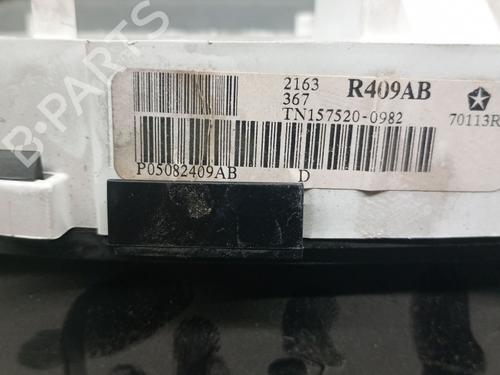 B-PARTS
2163 R409AB
367
TN157520-0982 70113R
P05082409AB D